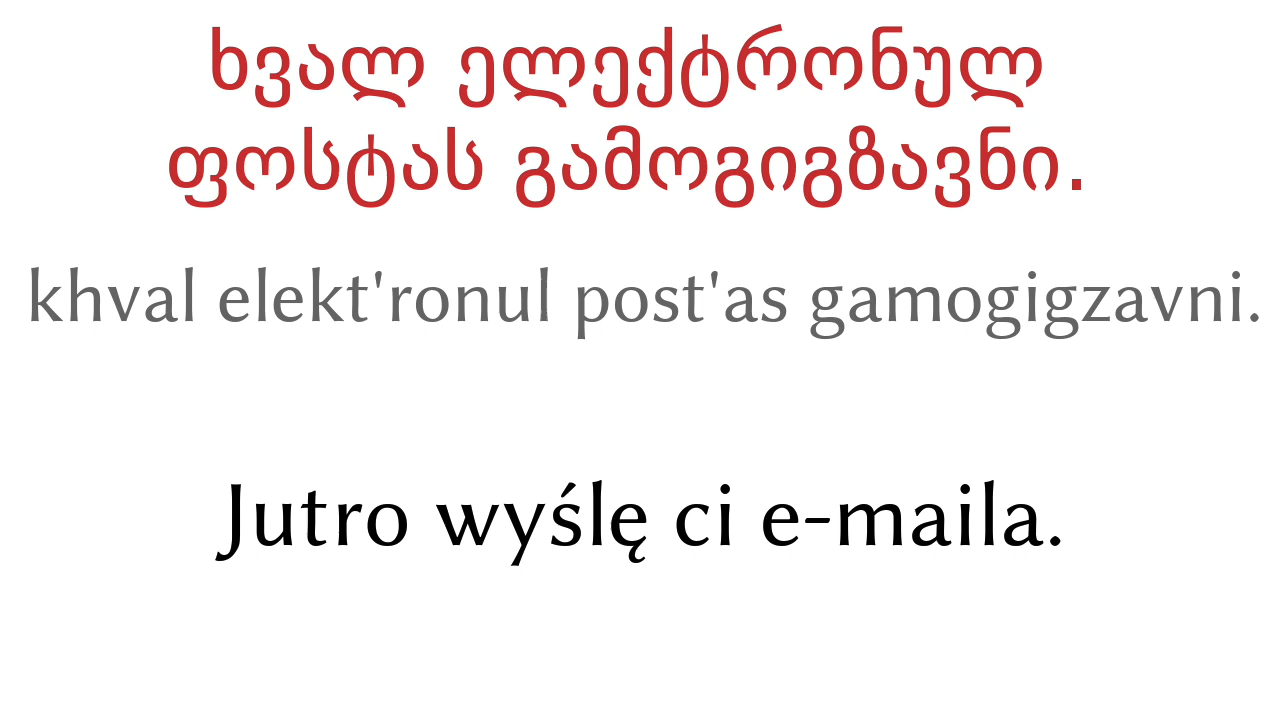 ხვალ ელექტრონულ
ფოსტას გამოგიგზავნი.
khval elekt'ronul post'as gamogigzavni.
Jutro wyślę ci e-maila.